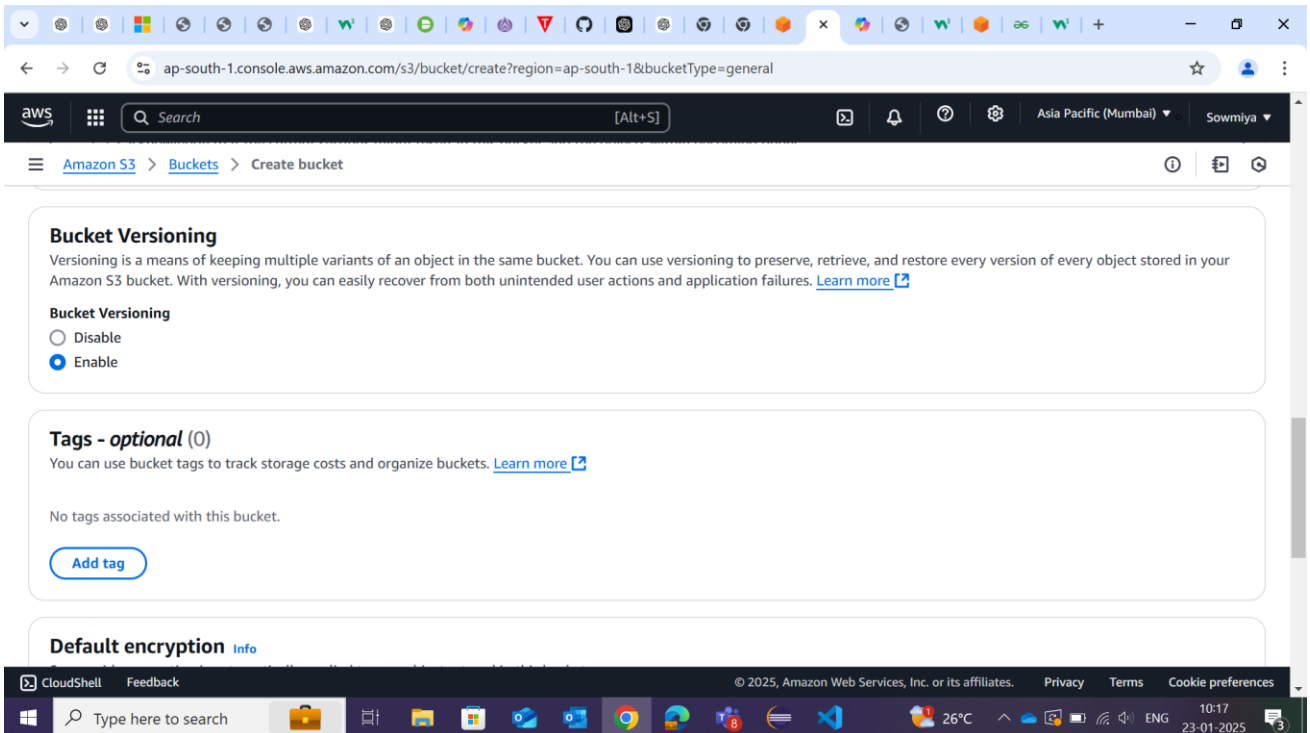 ap-south-1.console.aws.amazon.com/s3/bucket/create?region=ap-south-1&bucketType=general
aws Search [Alt+S] Asia Pacific (Mumbai) Sowmiya
Amazon S3 > Buckets > Create bucket
Bucket Versioning
Versioning is a means of keeping multiple variants of an object in the same bucket. You can use versioning to preserve, retrieve, and restore every version of every object stored in your
Amazon S3 bucket. With versioning, you can easily recover from both unintended user actions and application failures. Learn more
Bucket Versioning
Disable
Enable
Tags - optional (0)
You can use bucket tags to track storage costs and organize buckets. Learn more
No tags associated with this bucket.
Add tag
Default encryption Info
CloudShell Feedback © 2025, Amazon Web Services, Inc. or its affiliates. Privacy Terms Cookie preferences
Type here to search 8 1 26°C ENG 10:17 3
23-01-2025